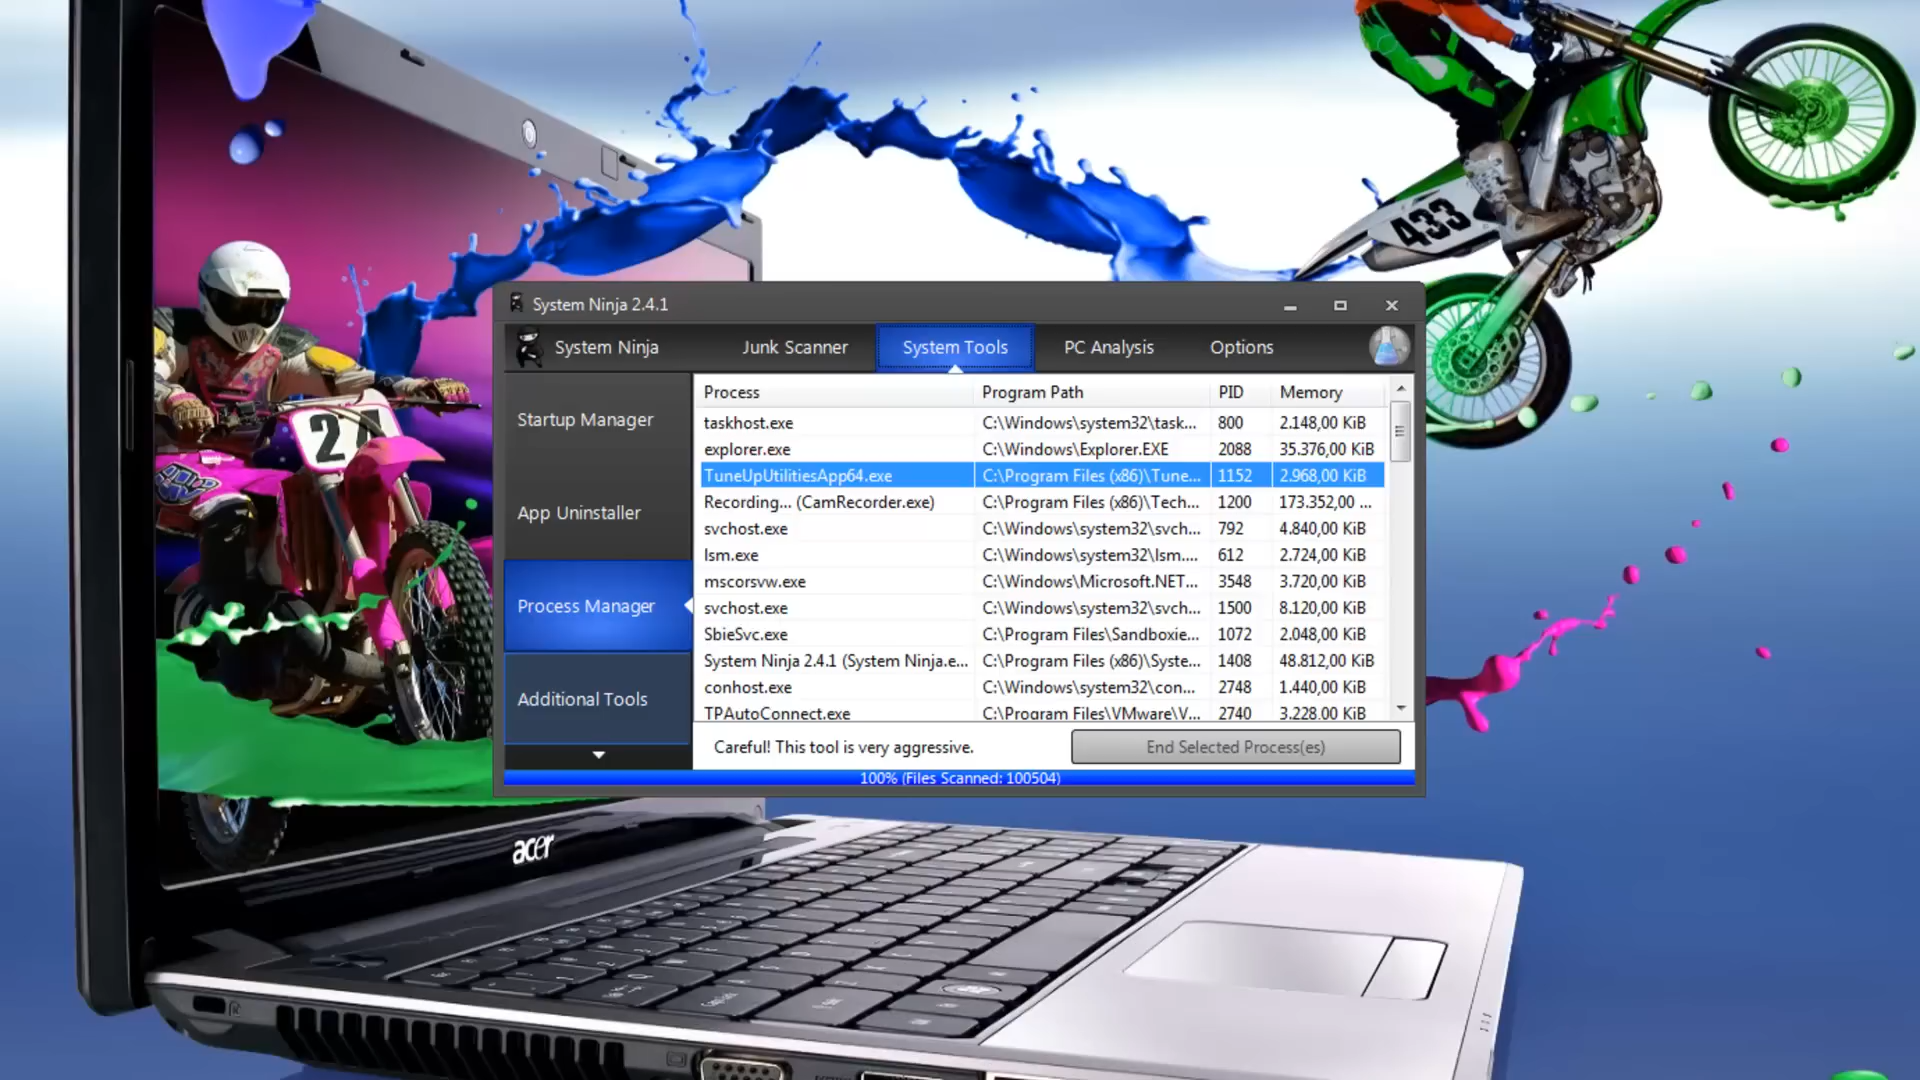 433
24
System Ninja 2.4.1
System Ninja
Junk Scanner
System Tools
PC Analysis
Options
Startup Manager
App Uninstaller
Process Manager
Additional Tools
Process Program Path PID Memory
taskhost.exe C:\Windows\system32\task... 800 2.148,00 KiB
explorer.exe C:\Windows\Explorer.EXE 2088 35.376,00 KiB
TuneUpUtilitiesApp64.exe C:\Program Files (x86)\Tune... 1152 2.968,00 KiB
Recording... (CamRecorder.exe) C:\Program Files (x86)\Tech... 1200 173.352,00 ...
svchost.exe C:\Windows\system32\svch... 792 4.840,00 KiB
lsm.exe C:\Windows\system32\lsm.... 612 2.724,00 KiB
mscorsvw.exe C:\Windows\Microsoft.NET... 3548 3.720,00 KiB
svchost.exe C:\Windows\system32\svch... 1500 8.120,00 KiB
SbieSvc.exe C:\Program Files\Sandboxie... 1072 2.048,00 KiB
System Ninja 2.4.1 (System Ninja.e... C:\Program Files (x86)\Syste... 1408 48.812,00 KiB
conhost.exe C:\Windows\system32\con... 2748 1.440,00 KiB
TPAutoConnect.exe C:\Program Files\VMware\V... 2740 3.228,00 KiB
Careful! This tool is very aggressive.
End Selected Process(es)
100% (Files Scanned: 100504)
acer